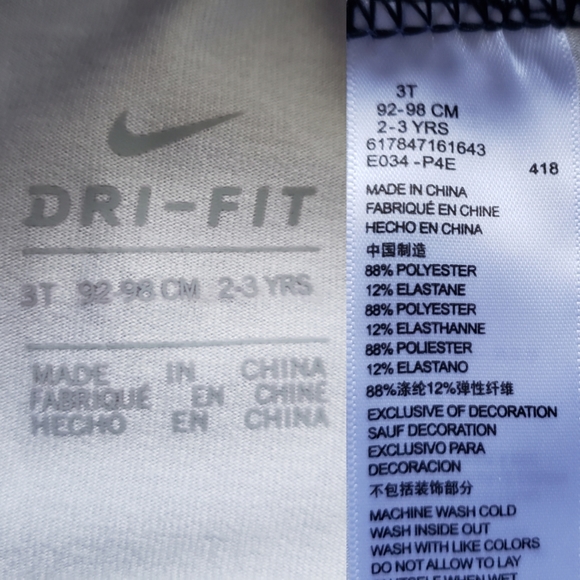 DRI-FIT
3T 92-98 CM 2-3 YRS
MADE IN CHINA
FABRIQUÉ EN CHINE
HECHO EN CHINA
3T
92-98 CM
2-3 YRS
617847161643
E034 -P4E 418
MADE IN CHINA
FABRIQUÉ EN CHINE
HECHO EN CHINA
中国制造
88% POLYESTER
12% ELASTANE
88% POLYESTER
12% ELASTHANNE
88% POLIESTER
12% ELASTANO
88%涤纶12%弹性纤维
EXCLUSIVE OF DECORATION
SAUF DECORATION
EXCLUSIVO PARA
DECORACION
不包括装饰部分
MACHINE WASH COLD
WASH INSIDE OUT
WASH WITH LIKE COLORS
DO NOT ALLOW TO LAY
WHEN WET